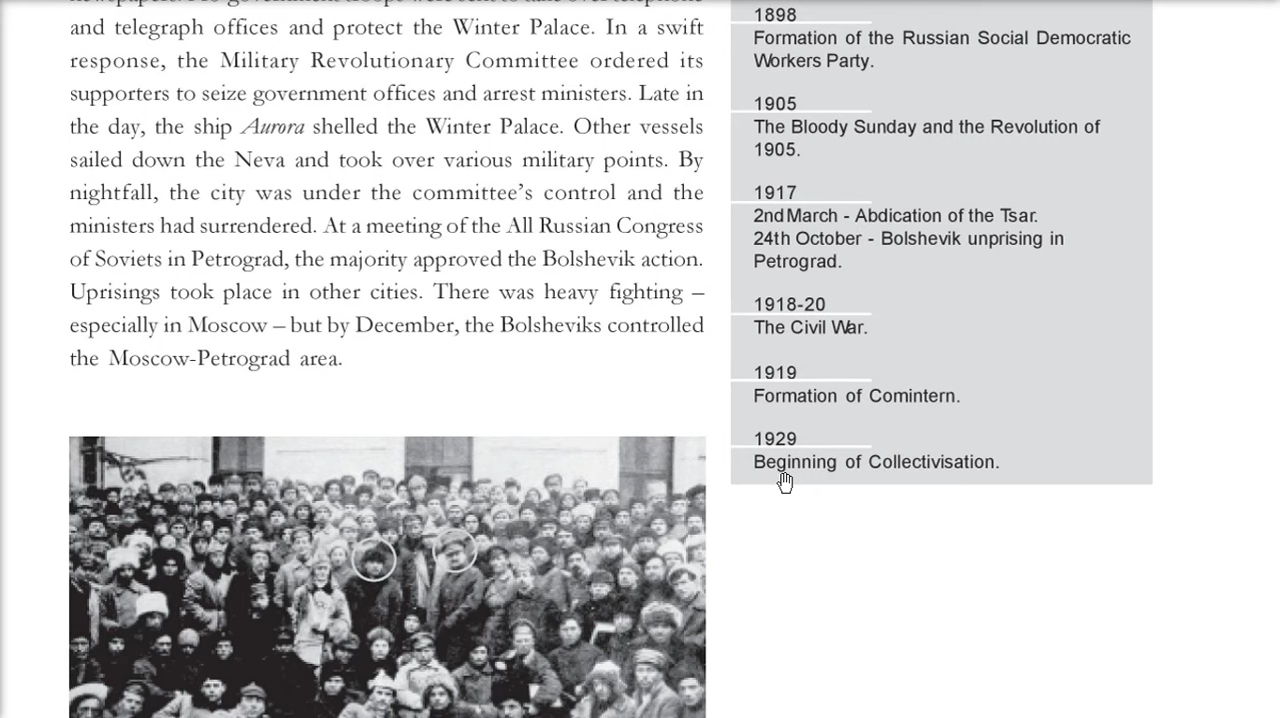 and telegraph offices and protect the Winter Palace. In a swift
response, the Military Revolutionary Committee ordered its
supporters to seize government offices and arrest ministers. Late in
the day, the ship Aurora shelled the Winter Palace. Other vessels
sailed down the Neva and took over various military points. By
nightfall, the city was under the committee's control and the
ministers had surrendered. At a meeting of the All Russian Congress
of Soviets in Petrograd, the majority approved the Bolshevik action.
Uprisings took place in other cities. There was heavy fighting –
especially in Moscow – but by December, the Bolsheviks controlled
the Moscow-Petrograd area.
1898
Formation of the Russian Social Democratic
Workers Party.
1905
The Bloody Sunday and the Revolution of
1905.
1917
2nd March - Abdication of the Tsar.
24th October - Bolshevik unprising in
Petrograd.
1918-20
The Civil War.
1919
Formation of Comintern.
1929
Beginning of Collectivisation.